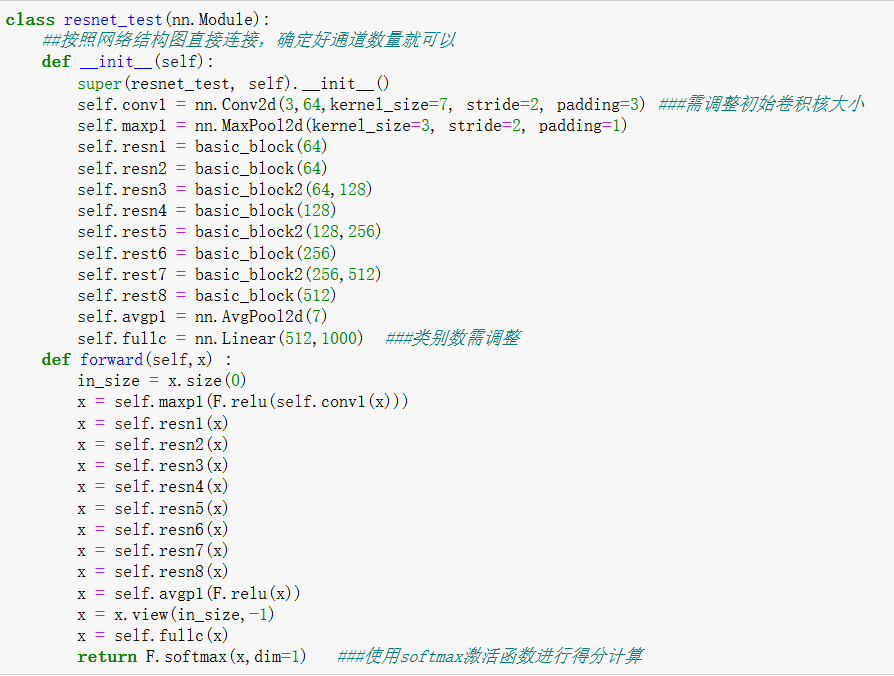 class resnet_test(nn.Module):
    ##按照网络结构图直接连接，确定好通道数量就可以
    def __init__(self):
        super(resnet_test, self).__init__()
        self.conv1 = nn.Conv2d(3,64,kernel_size=7, stride=2, padding=3) ###需调整初始卷积核大小
        self.maxp1 = nn.MaxPool2d(kernel_size=3, stride=2, padding=1)
        self.resn1 = basic_block(64)
        self.resn2 = basic_block(64)
        self.resn3 = basic_block2(64,128)
        self.resn4 = basic_block(128)
        self.rest5 = basic_block2(128,256)
        self.rest6 = basic_block(256)
        self.rest7 = basic_block2(256,512)
        self.rest8 = basic_block(512)
        self.avgp1 = nn.AvgPool2d(7)
        self.fullc = nn.Linear(512,1000)  ###类别数需调整
    def forward(self,x) :
        in_size = x.size(0)
        x = self.maxp1(F.relu(self.conv1(x)))
        x = self.resn1(x)
        x = self.resn2(x)
        x = self.resn3(x)
        x = self.resn4(x)
        x = self.resn5(x)
        x = self.resn6(x)
        x = self.resn7(x)
        x = self.resn8(x)
        x = self.avgp1(F.relu(x))
        x = x.view(in_size,-1)
        x = self.fullc(x)
        return F.softmax(x,dim=1)   ###使用softmax激活函数进行得分计算